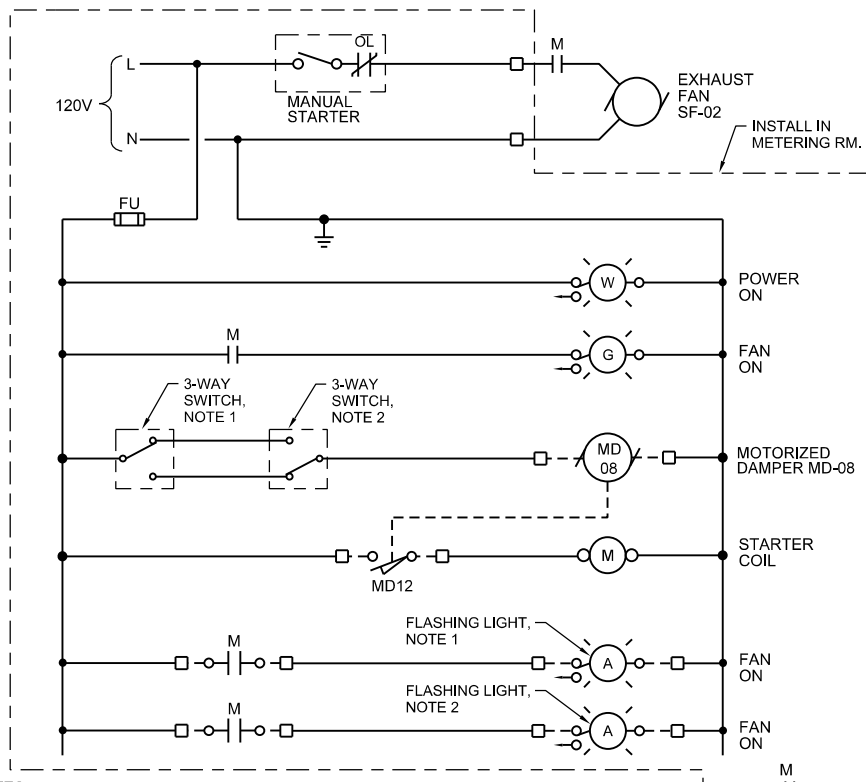 OL
M
L
120V
MANUAL
STARTER
EXHAUST
FAN
SF-02
N
INSTALL IN
METERING RM.
FU
W
POWER
ON
M
G
FAN
ON
3-WAY
SWITCH,
NOTE 1
3-WAY
SWITCH,
NOTE 2
MD
08
MOTORIZED
DAMPER MD-08
MD12
M
STARTER
COIL
FLASHING LIGHT,
NOTE 1
M
A
FAN
ON
FLASHING LIGHT,
NOTE 2
M
A
FAN
ON
M